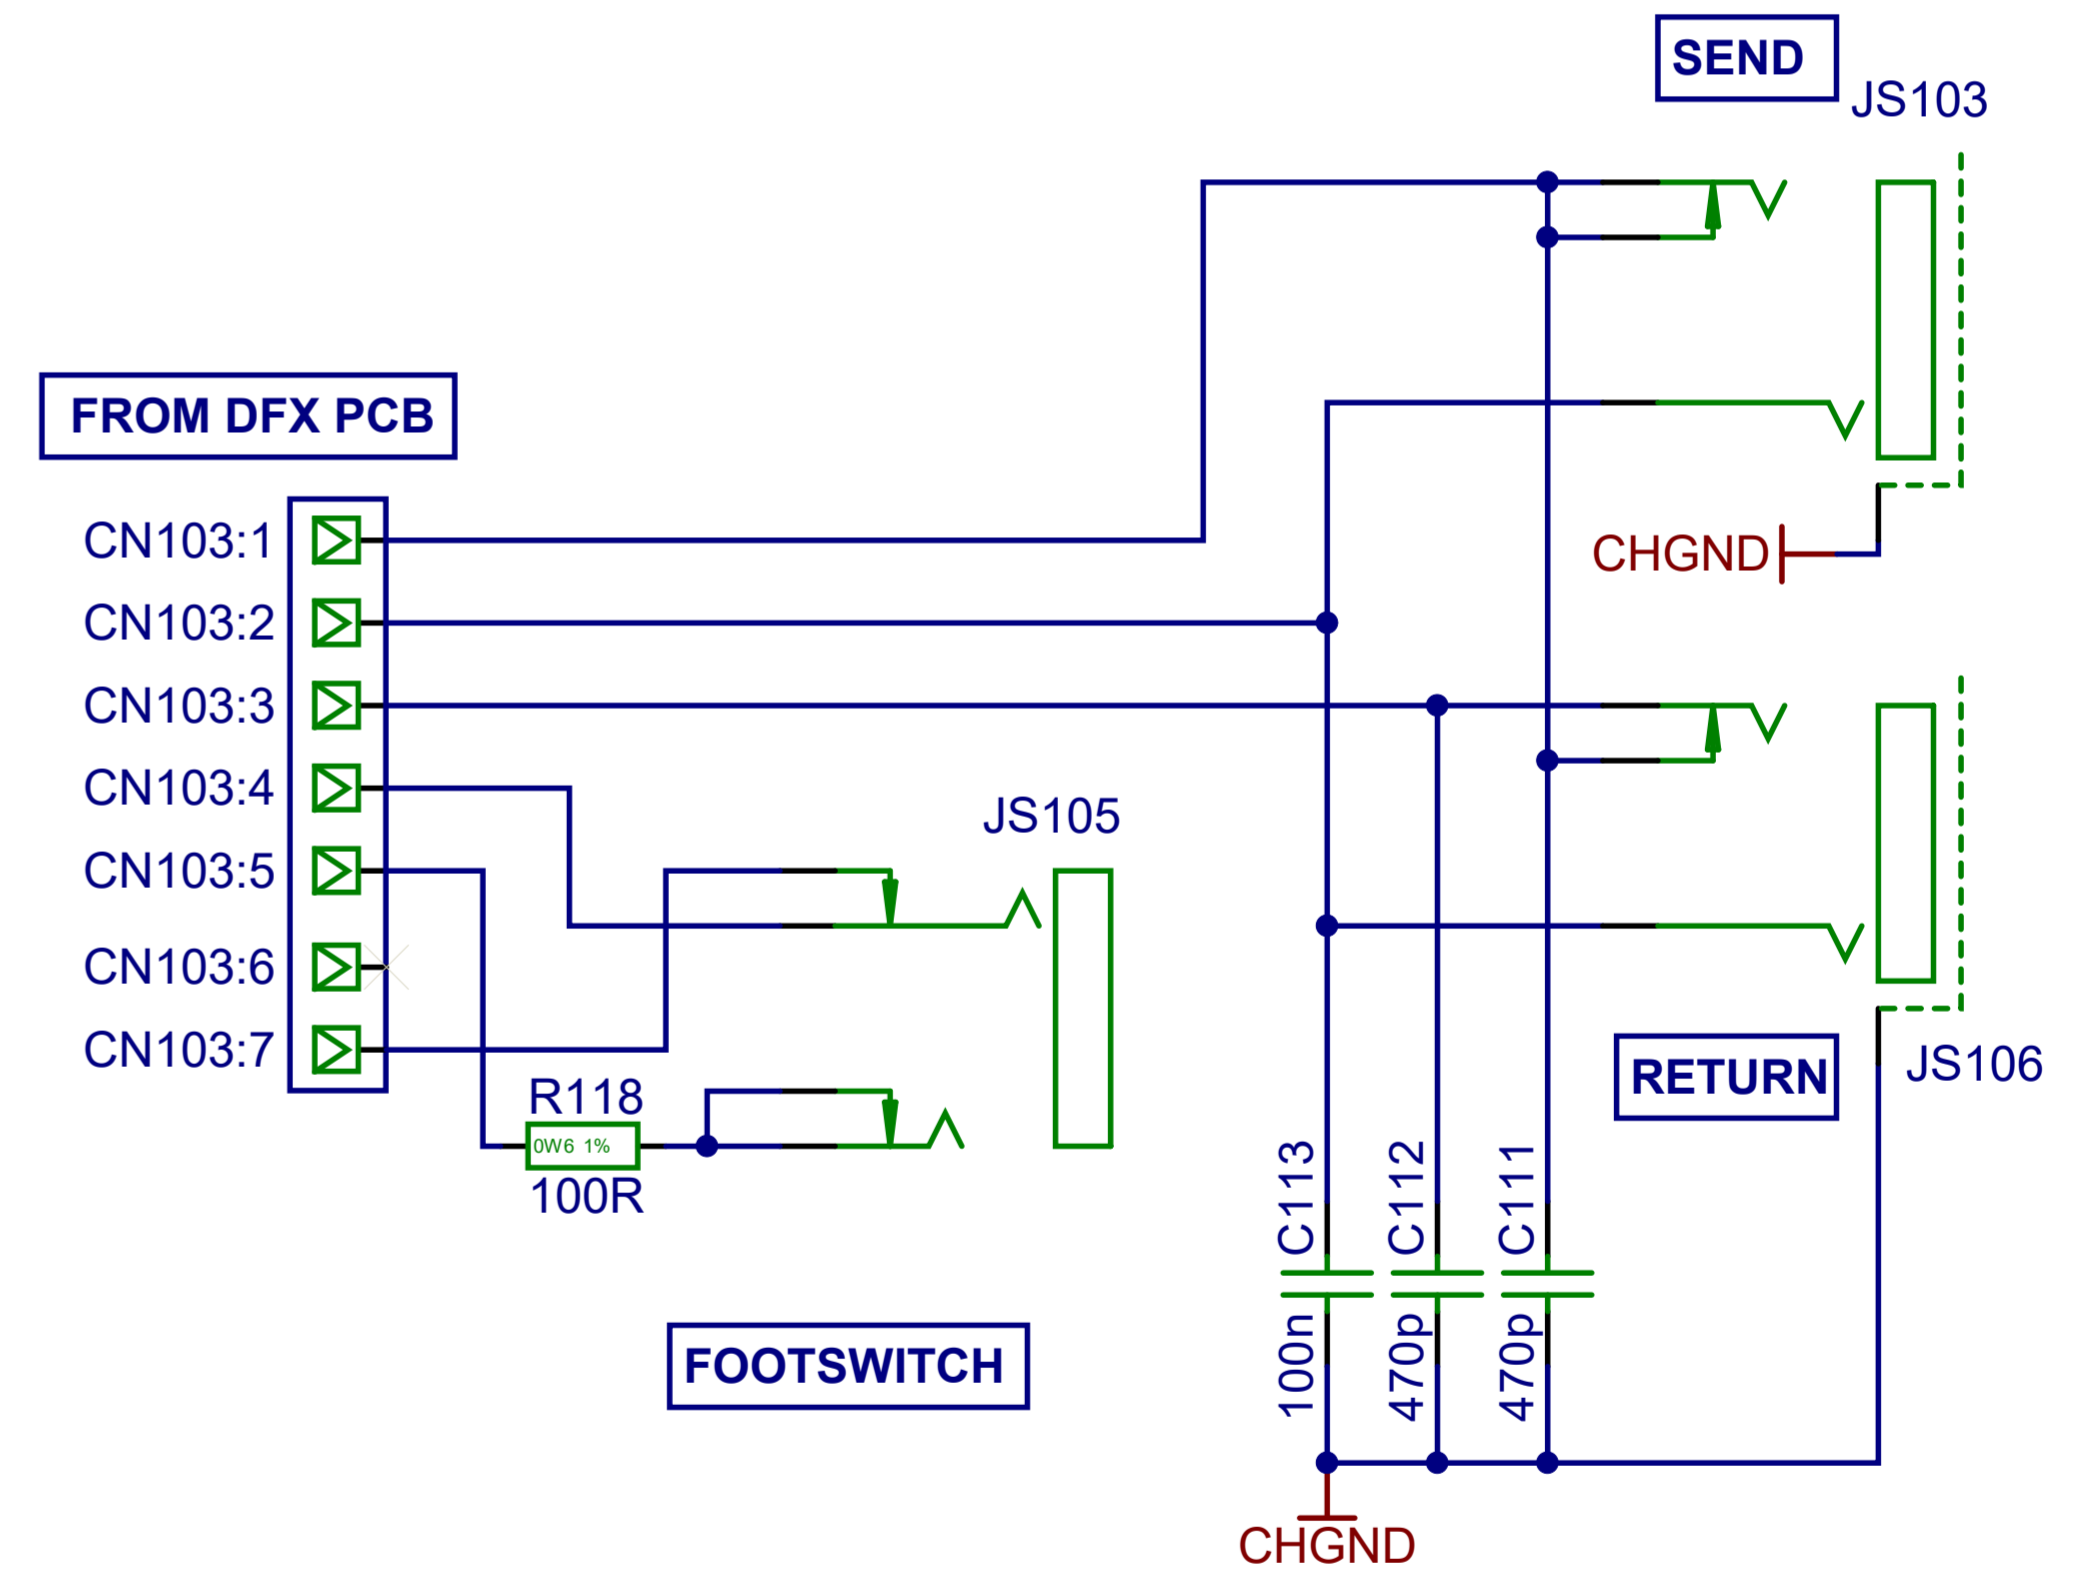 SEND
JS103
FROM DFX PCB
CN103:1
CHGND
CN103:2
CN103:3
CN103:4
JS105
CN103:5
CN103:6
CN103:7
RETURN
JS106
R118
0W6 1%
100R
C113
C112
C111
100n
470p
470p
FOOTSWITCH
CHGND